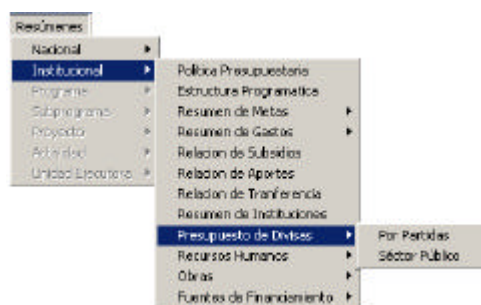 Resúmenes
Nacional
Institucional
Programa
Subprograma
Proyecto
Actividad
Unidad Ejecutora
Política Presupuestaria
Estructura Programatica
Resumen de Metas
Resumen de Gastos
Relacion de Subsidios
Relacion de Aportes
Relacion de Tranferencia
Resumen de Instituciones
Presupuesto de Divisas
Recursos Humanos
Obras
Fuentes de Financiamiento
Por Partidas
Séctor Público